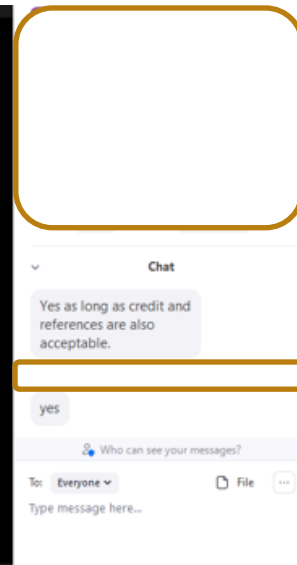 Chat
Yes as long as credit and
references are also
acceptable.
yes
Who can see your messages?
To: Everyone File
Type message here...